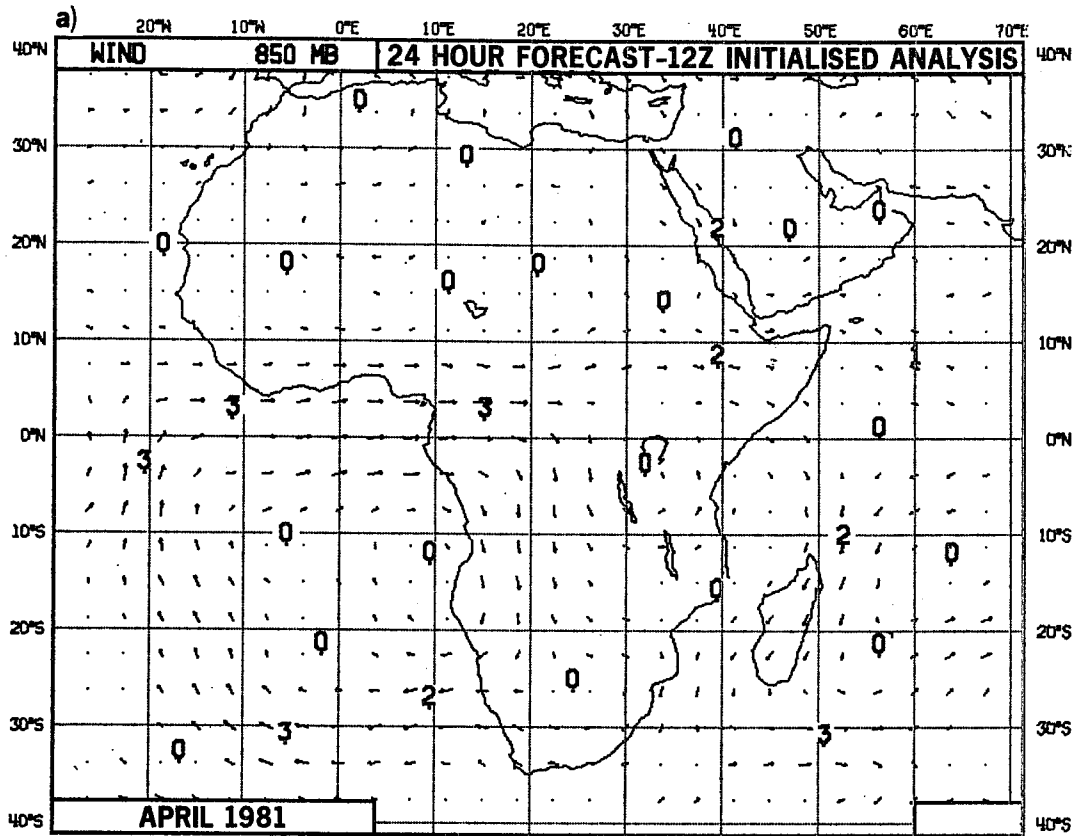 a)
20°W 10°W 0°E 10°E 20°E 30°E 40°E 50°E 60°E 70°E
40°N WIND 850 MB 24 HOUR FORECAST-12Z INITIALISED ANALYSIS 40°N
0
0
30°N 0 30°N
0
2 0
20°N 0 20°N
0 0
0
0
10°N 2 10°N
3 3
0
0°N 0°N
3 0
10°S 0 2 10°S
0 0
0
20°S 0 0 20°S
0
2
30°S 3 3 30°S
0
APRIL 1981
40°S 40°S